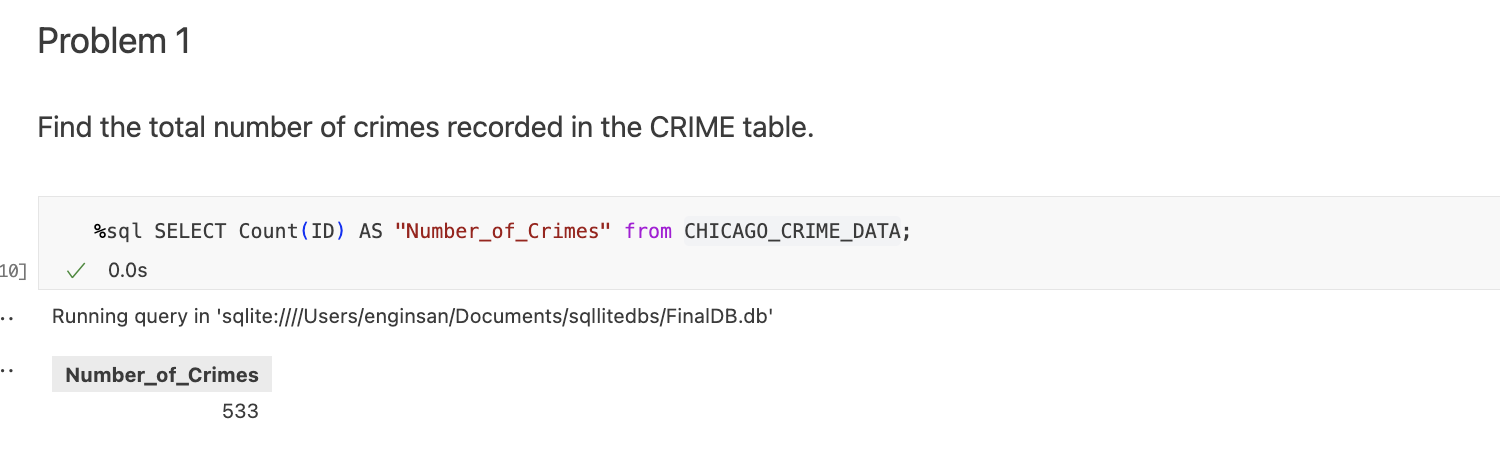 Problem 1
Find the total number of crimes recorded in the CRIME table.
%sql SELECT Count(ID) AS "Number_of_Crimes" from CHICAGO_CRIME_DATA;
10] ✓ 0.0s
·· Running query in 'sqlite:////Users/enginsan/Documents/sqllitedbs/FinalDB.db'
·· Number_of_Crimes
533